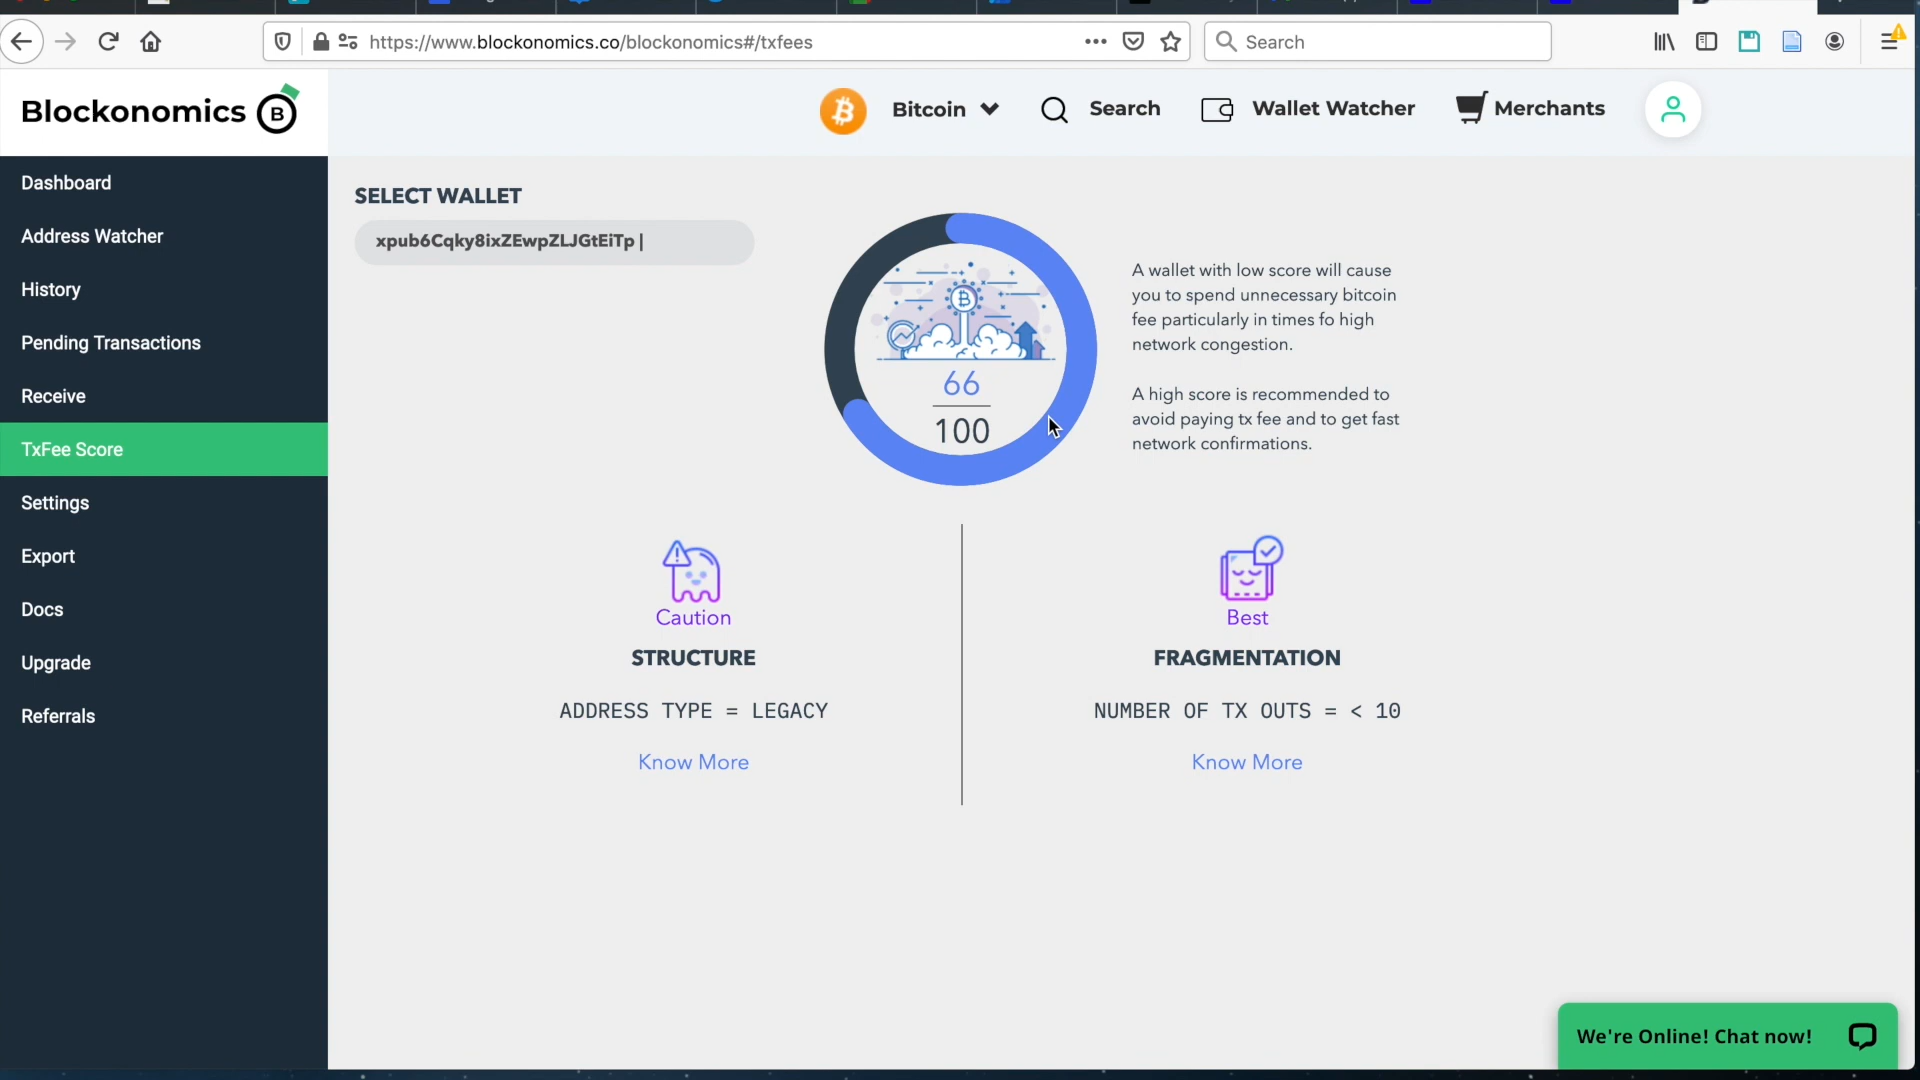 https://www.blockonomics.co/blockonomics#/txfees
Search
Blockonomics B
Bitcoin
Search
Wallet Watcher
Merchants
Dashboard
Address Watcher
History
Pending Transactions
Receive
TxFee Score
Settings
Export
Docs
Upgrade
Referrals
SELECT WALLET
xpub6Cqky8ixZEwpZLJGtEiTp |
66
100
A wallet with low score will cause
you to spend unnecessary bitcoin
fee particularly in times fo high
network congestion.
A high score is recommended to
avoid paying tx fee and to get fast
network confirmations.
Caution
STRUCTURE
ADDRESS TYPE = LEGACY
Know More
Best
FRAGMENTATION
NUMBER OF TX OUTS = < 10
Know More
We're Online! Chat now!